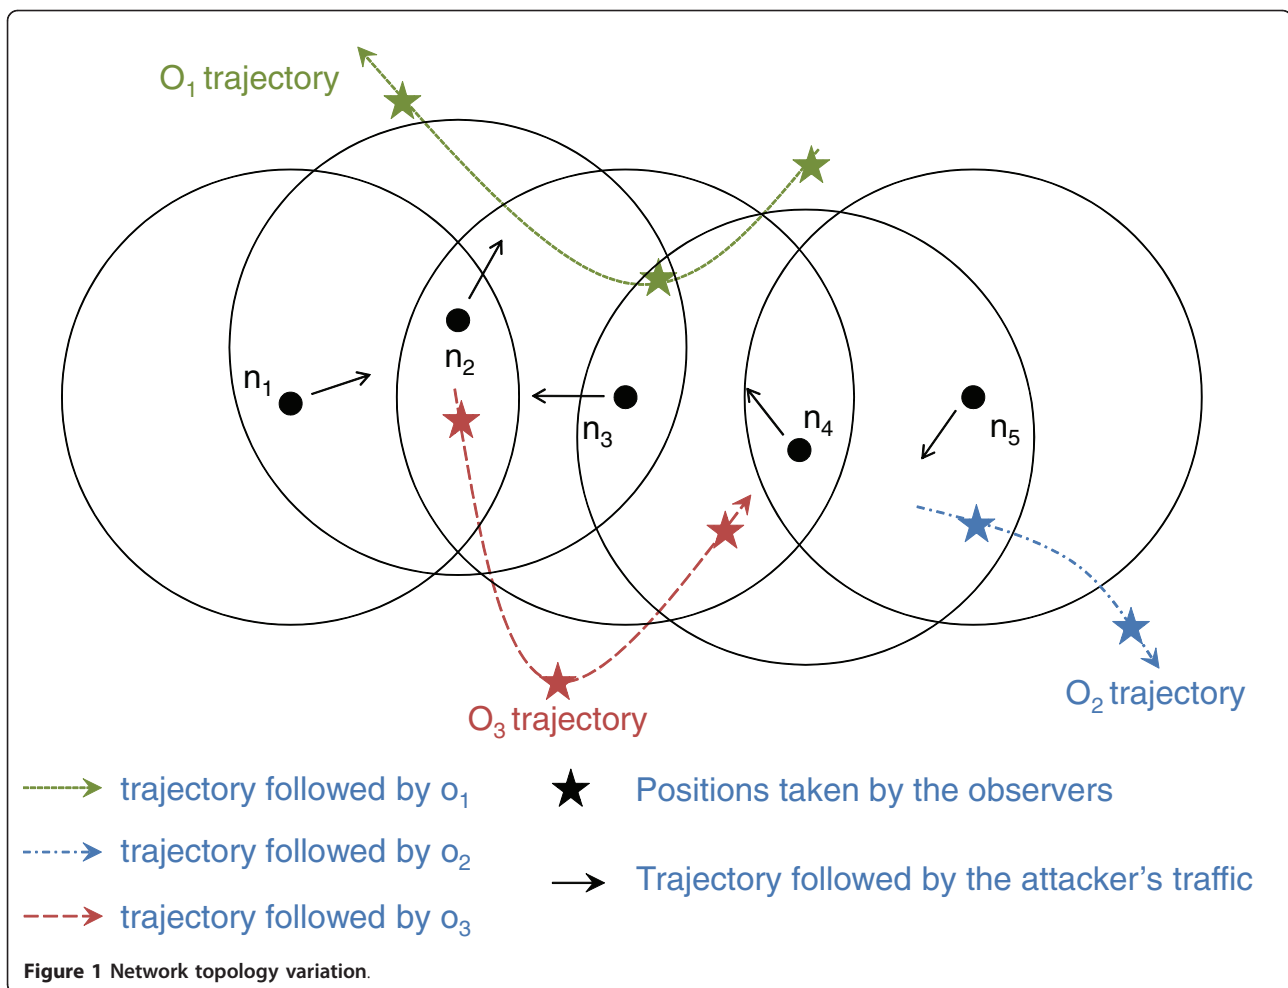 O₁ trajectory
n₂
n₁
n₃
n₄
n₅
O₂ trajectory
O₃ trajectory
trajectory followed by o₁
Positions taken by the observers
trajectory followed by o₂
Trajectory followed by the attacker's traffic
trajectory followed by o₃
Figure 1 Network topology variation.